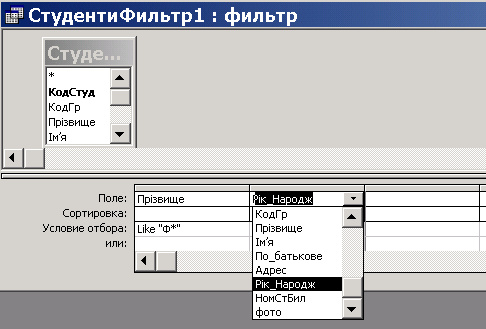 СтудентиФильтр1 : фильтр
Студе...
*
КодСтуд
КодГр
Прізвище
Ім'я
Поле: Прізвище Рік_Народж
Сортировка:
Условие отбора: Like "Ф*"
или:
КодГр
Прізвище
Ім'я
По_батькове
Адрес
Рік_Народж
НомСтБил
фото